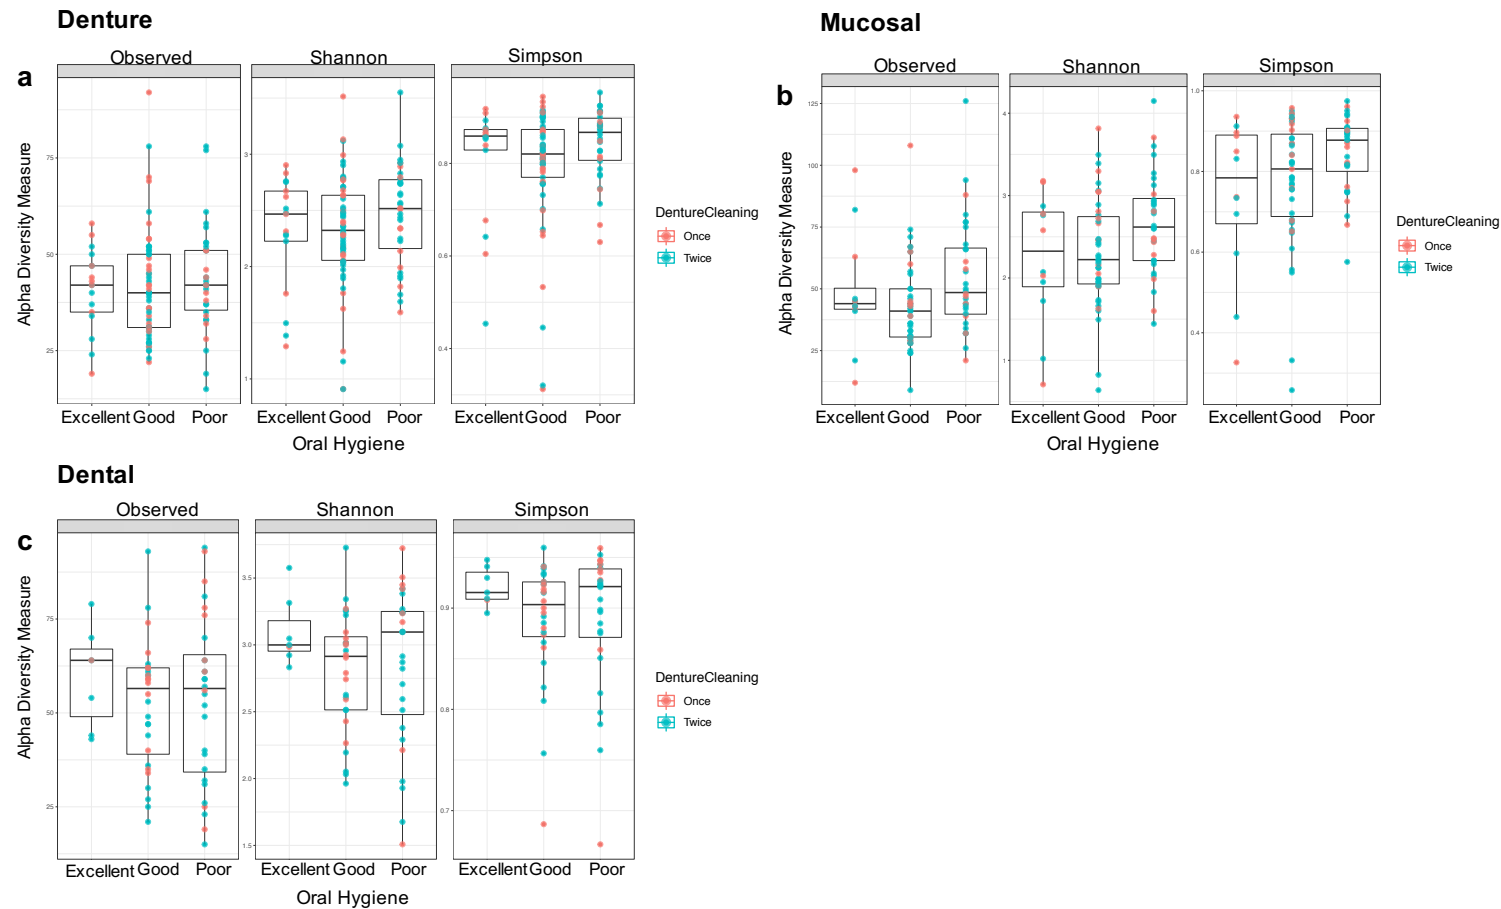 Denture
a
Observed Shannon Simpson
Alpha Diversity Measure
75
50
25
3
2
1
0.8
0.6
0.4
Excellent Good Poor Excellent Good Poor Excellent Good Poor
Oral Hygiene
DentureCleaning
Once
Twice
Mucosal
b
Observed Shannon Simpson
Alpha Diversity Measure
125
100
75
50
25
4
3
2
1
1.0
0.8
0.6
0.4
Excellent Good Poor Excellent Good Poor Excellent Good Poor
Oral Hygiene
DentureCleaning
Once
Twice
Dental
c
Observed Shannon Simpson
Alpha Diversity Measure
75
50
25
3.5
3.0
2.5
2.0
1.5
0.9
0.8
0.7
Excellent Good Poor Excellent Good Poor Excellent Good Poor
Oral Hygiene
DentureCleaning
Once
Twice